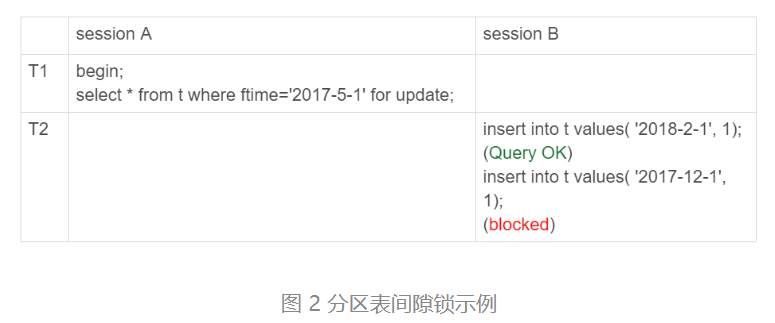 session A
session B
T1
begin;
select * from t where ftime='2017-5-1' for update;
T2
insert into t values( '2018-2-1', 1);
(Query OK)
insert into t values( '2017-12-1',
1);
(blocked)
图 2 分区表间隙锁示例